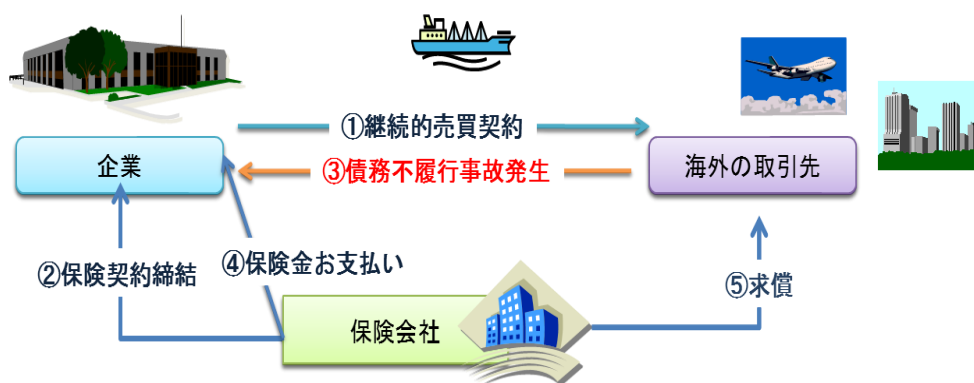 ①継続的売買契約
企業
③債務不履行事故発生
海外の取引先
②保険契約締結
④保険金お支払い
⑤求償
保険会社